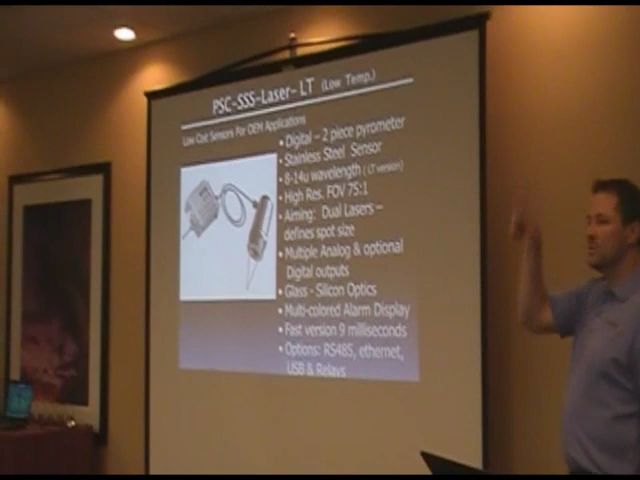 PSC-SSS-Laser- LT (Low Temp.)
Low Cost Sensors For OEM Applications
• Digital – 2 piece pyrometer
• Stainless Steel Sensor
• 8-14u wavelength ( LT version)
• High Res. FOV 75:1
• Aiming: Dual Lasers –
defines spot size
• Multiple Analog & optional
Digital outputs
• Glass - Silicon Optics
• Multi-colored Alarm Display
• Fast version 9 milliseconds
• Options: RS485, ethernet,
USB & Relays